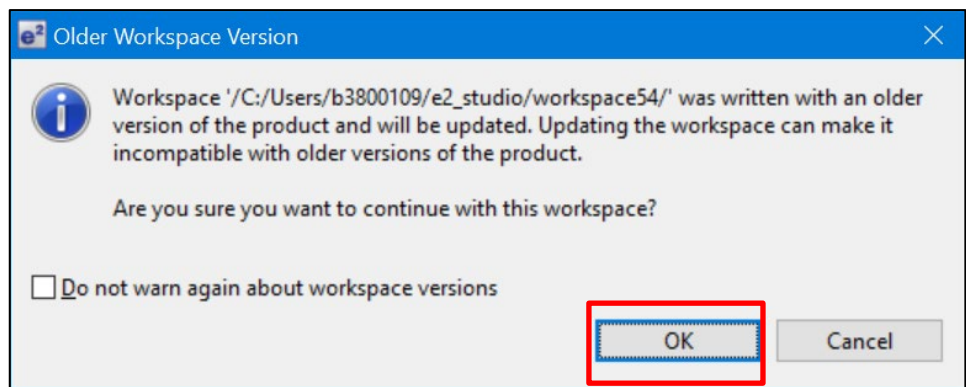 e² Older Workspace Version
Workspace '/C:/Users/b3800109/e2_studio/workspace54/' was written with an older
version of the product and will be updated. Updating the workspace can make it
incompatible with older versions of the product.
Are you sure you want to continue with this workspace?
Do not warn again about workspace versions
OK Cancel